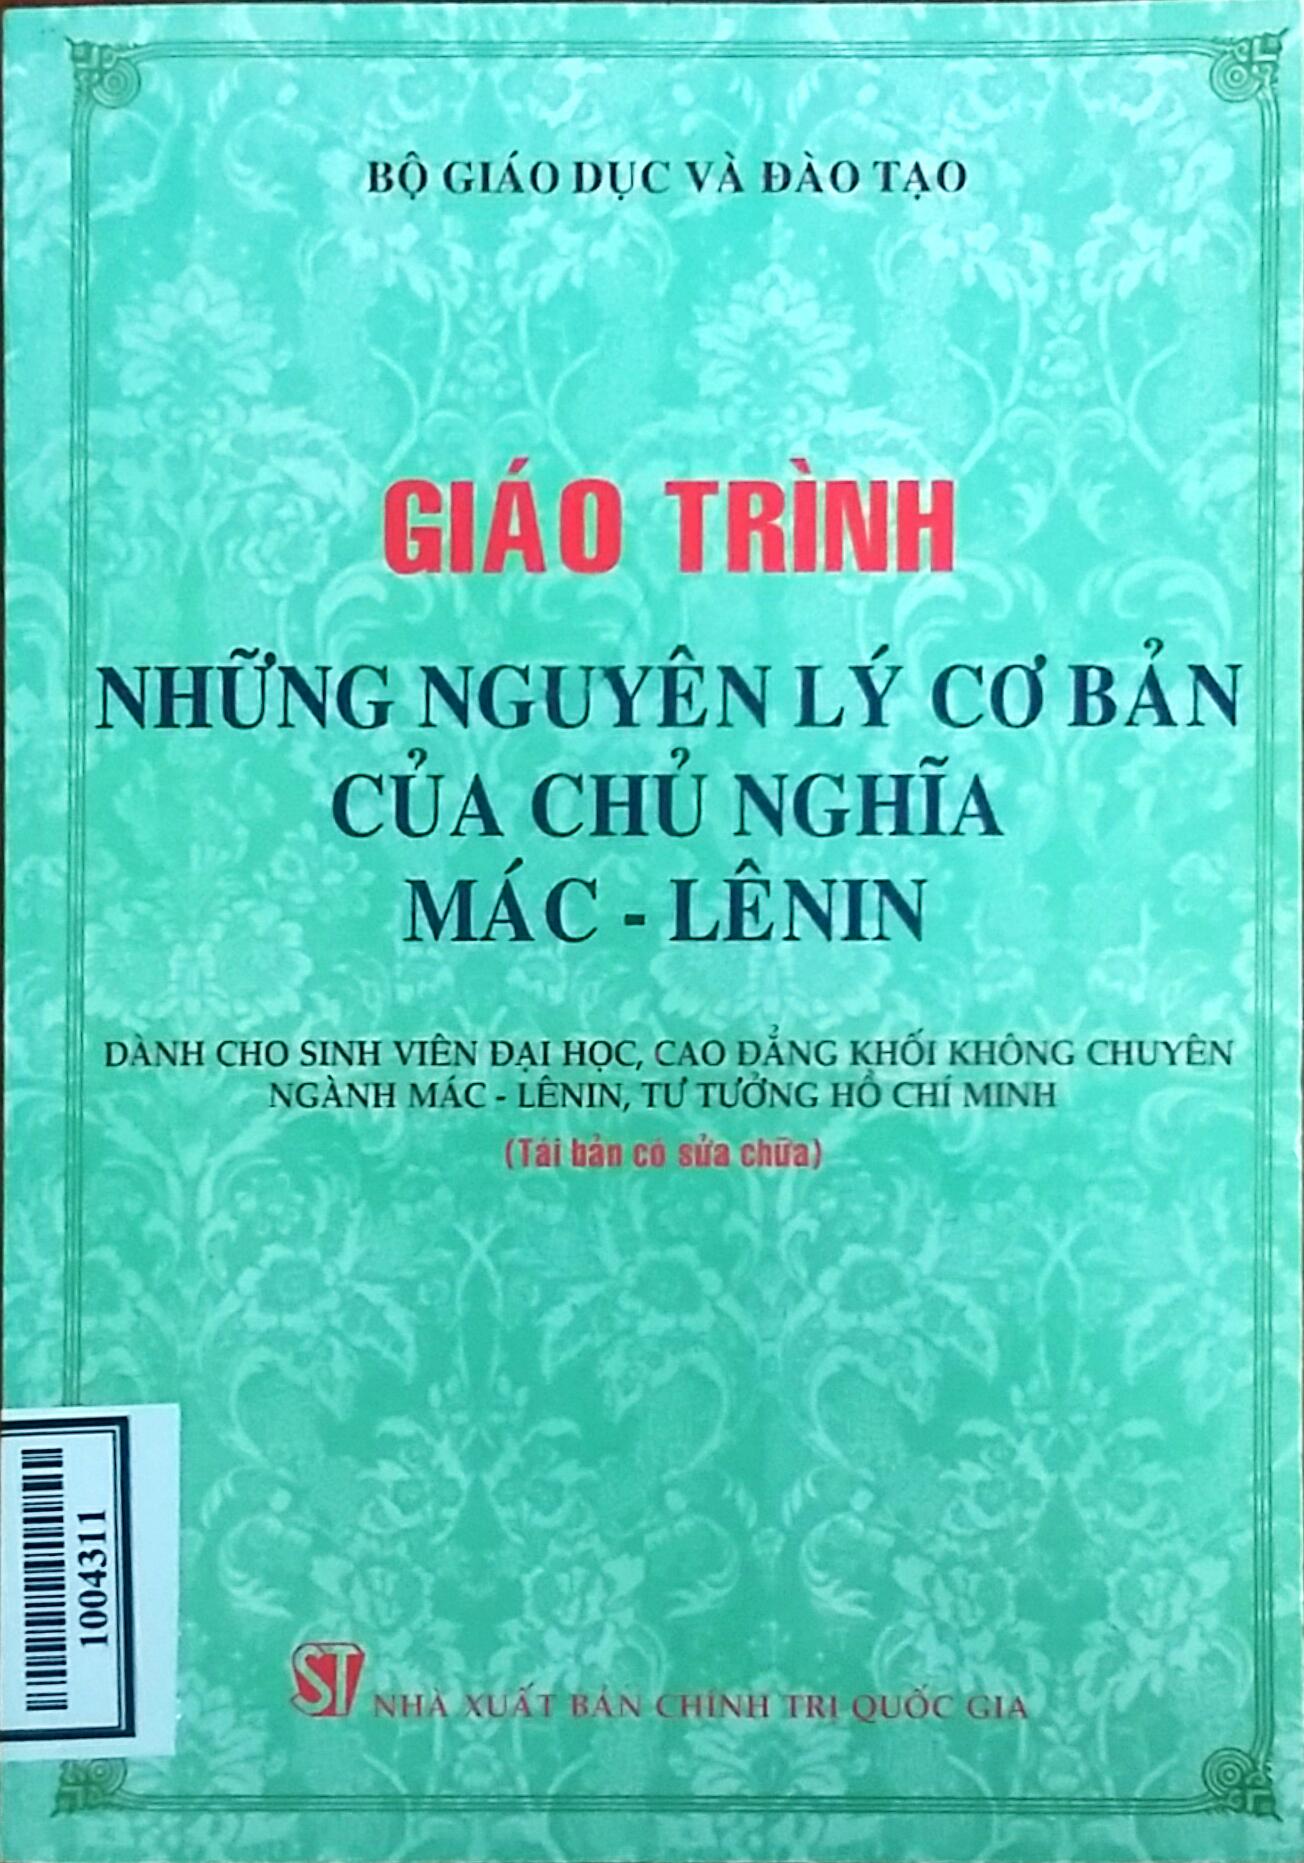 BỘ GIÁO DỤC VÀ ĐÀO TẠO
GIÁO TRÌNH
NHỮNG NGUYÊN LÝ CƠ BẢN
CỦA CHỦ NGHĨA
MÁC - LÊNIN
DÀNH CHO SINH VIÊN ĐẠI HỌC, CAO ĐẲNG KHỐI KHÔNG CHUYÊN
NGÀNH MÁC - LÊNIN, TƯ TƯỞNG HỒ CHÍ MINH
(Tái bản có sửa chữa)
1004311
ST NHÀ XUẤT BẢN CHÍNH TRỊ QUỐC GIA